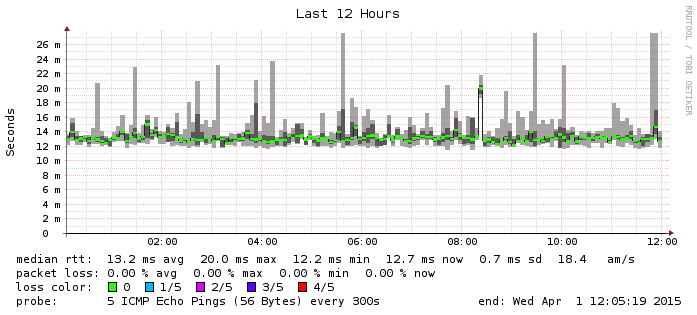 Last 12 Hours
RRDTOOL / TOBI OETIKER
Seconds
26 m
24 m
22 m
20 m
18 m
16 m
14 m
12 m
10 m
8 m
6 m
4 m
2 m
0
02:00 04:00 06:00 08:00 10:00 12:00
median rtt: 13.2 ms avg 20.0 ms max 12.2 ms min 12.7 ms now 0.7 ms sd 18.4 am/s
packet loss: 0.00 % avg 0.00 % max 0.00 % min 0.00 % now
loss color: 0 1/5 2/5 3/5 4/5
probe: 5 ICMP Echo Pings (56 Bytes) every 300s end: Wed Apr 1 12:05:19 2015